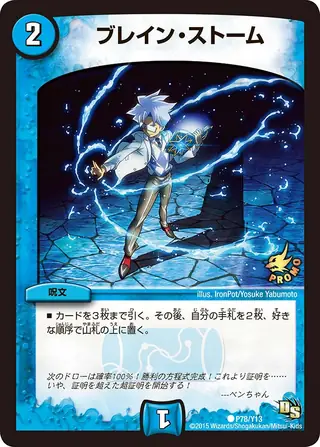 2
ブレイン・ストーム
PROMO
illus. IronPot/Yosuke Yabumoto
呪文
■カードを3枚まで引く。その後、自分の手札を2枚、好
きな順序で山札の上に置く。
次のドローは確率100%!勝利の方程式完成!これより証明を……
いや、証明を超えた超証明を開始する!
---ベンちゃん
1
DS
P78/Y13
©2015 Wizards/Shogakukan/Mitsui-Kids